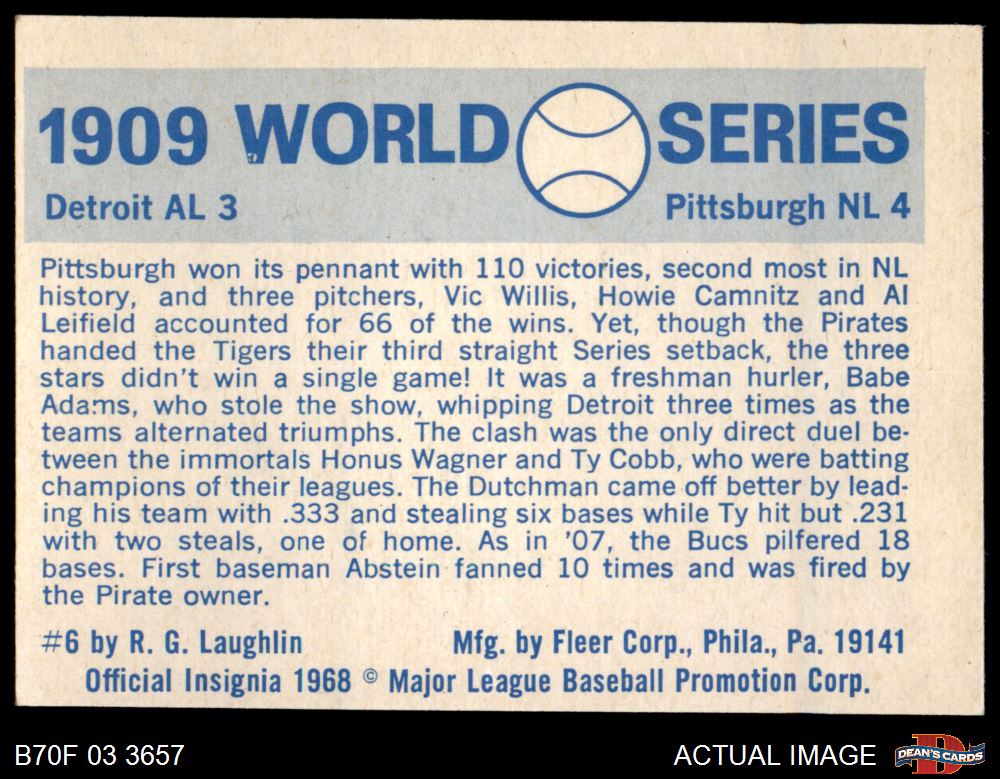 1909 WORLD SERIES
Detroit AL 3 Pittsburgh NL 4
Pittsburgh won its pennant with 110 victories, second most in NL
history, and three pitchers, Vic Willis, Howie Camnitz and Al
Leifield accounted for 66 of the wins. Yet, though the Pirates
handed the Tigers their third straight Series setback, the three
stars didn't win a single game! It was a freshman hurler, Babe
Adams, who stole the show, whipping Detroit three times as the
teams alternated triumphs. The clash was the only direct duel be-
tween the immortals Honus Wagner and Ty Cobb, who were batting
champions of their leagues. The Dutchman came off better by lead-
ing his team with .333 and stealing six bases while Ty hit but .231
with two steals, one of home. As in '07, the Bucs pilfered 18
bases. First baseman Abstein fanned 10 times and was fired by
the Pirate owner.
#6 by R. G. Laughlin Mfg. by Fleer Corp., Phila., Pa. 19141
Official Insignia 1968 © Major League Baseball Promotion Corp.
B70F 03 3657 ACTUAL IMAGE DEAN'S CARDS